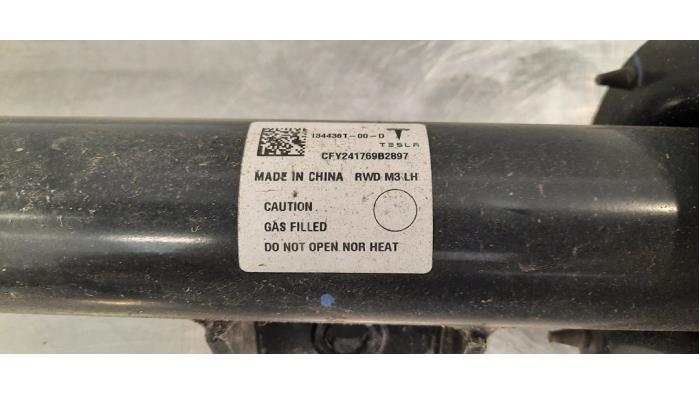 1344361-00-D
TESLA
CFY241769B2897
MADE IN CHINA RWD M3 LH
CAUTION
GAS FILLED
DO NOT OPEN NOR HEAT